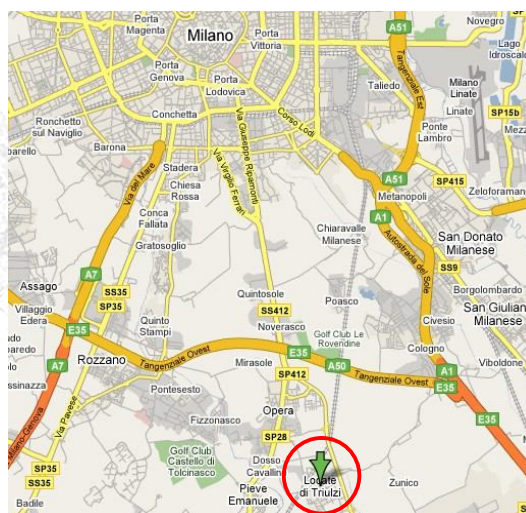 Porta
Magenta
Milano
Porta
Vittoria
A51
Novegro
Lago
Idroscalo
Porta
Genova
Porta
Lodovica
Tangenziale Est
Taliedo
Milano
Linate
Linate
SP15b
Conchetta
Corso Lodi
Ronchetto
sul Naviglio
Via Giuseppe Ripamonti
Ponte
Lambro
Barona
Stadera
Via del Mare
Chiesa
Rossa
Via Virgilio Ferrari
A51
SP415
Metanopoli
Zeloforaman
A1
Conca
Fallata
Gratosoglio
Chiaravalle
Milanese
Autostrada del Sole
San Donato
Milanese
SS9
Assago
A7
SS35
SP35
Quintosole
Poasco
Borgolombardo
Villaggio
Edera
E35
Quinto
Stampi
SS412
Noverasco
Golf Club Le
Rovedine
Civesio
San Giulian
Milanese
Cologno
Rozzano
Tangenziale Ovest
Mirasole
E35
A50
Tangenziale Ovest
A1
E35
Viboldone
A7
Pontesesto
SP412
Milano-Genova
Via Pavese
Opera
Fizzonasco
E35
SP28
Golf Club
Castello di
Tolcinasco
Dosso
Cavallin
Locate
di Triulzi
Zunico
SP35
SS35
Pieve
Emanuele
Badile